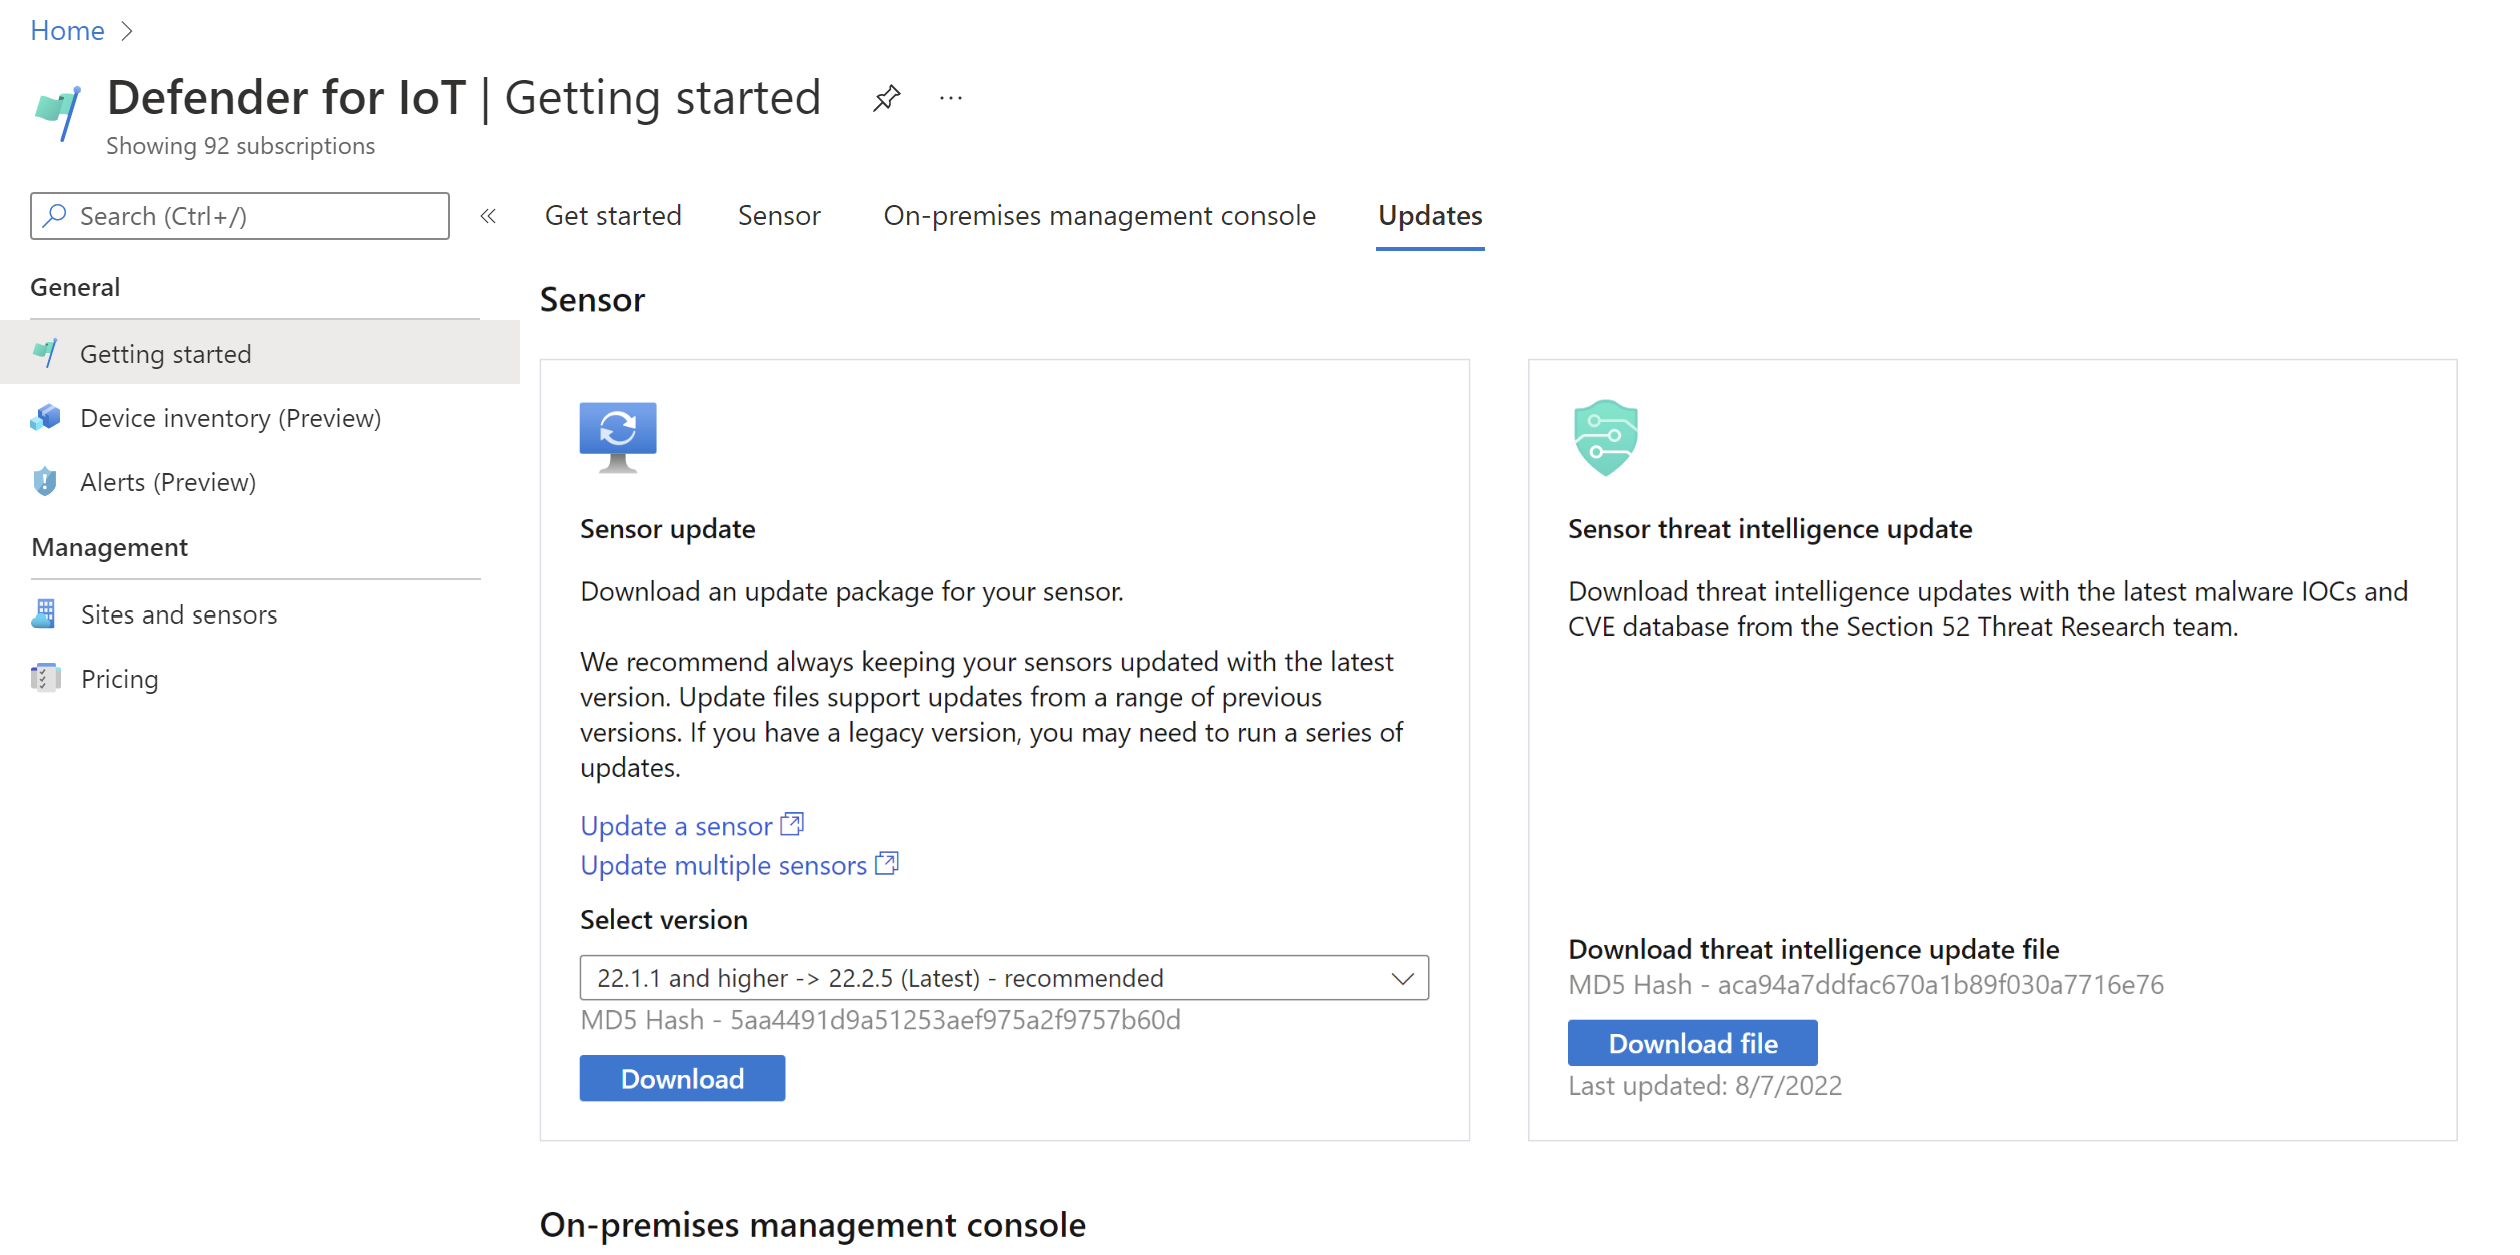 Home
Defender for IoT | Getting started
...
Showing 92 subscriptions
Search (Ctrl+/)
General
Getting started
Device inventory (Preview)
Alerts (Preview)
Management
Sites and sensors
Pricing
Get started
Sensor
On-premises management console
Updates
Sensor
Sensor update
Download an update package for your sensor.
We recommend always keeping your sensors updated with the latest
version. Update files support updates from a range of previous
versions. If you have a legacy version, you may need to run a series of
updates.
Update a sensor
Update multiple sensors
Select version
22.1.1 and higher -> 22.2.5 (Latest) - recommended
MD5 Hash - 5aa4491d9a51253aef975a2f9757b60d
Download
Sensor threat intelligence update
Download threat intelligence updates with the latest malware IOCs and
CVE database from the Section 52 Threat Research team.
Download threat intelligence update file
MD5 Hash - aca94a7ddfac670a1b89f030a7716e76
Download file
Last updated: 8/7/2022
On-premises management console